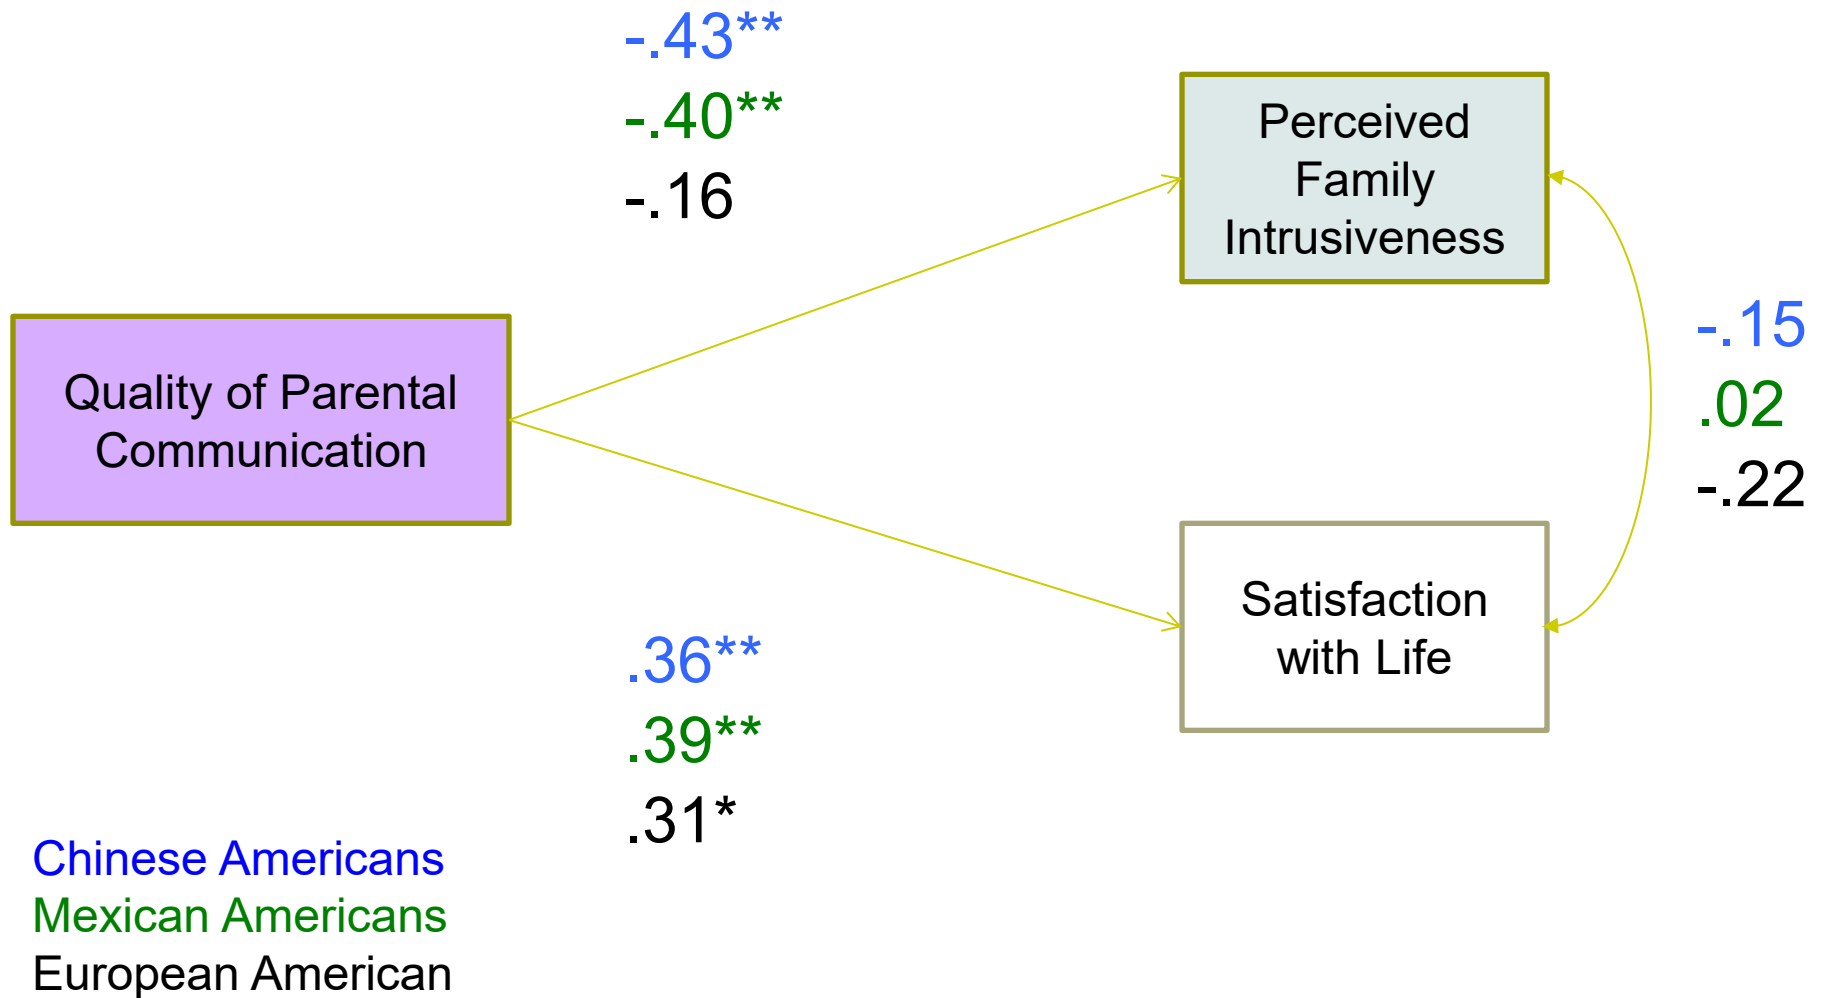 -.43**
-.40**
-.16
Perceived
Family
Intrusiveness
Quality of Parental
Communication
-.15
.02
-.22
Satisfaction
with Life
.36**
.39**
.31*
Chinese Americans
Mexican Americans
European American